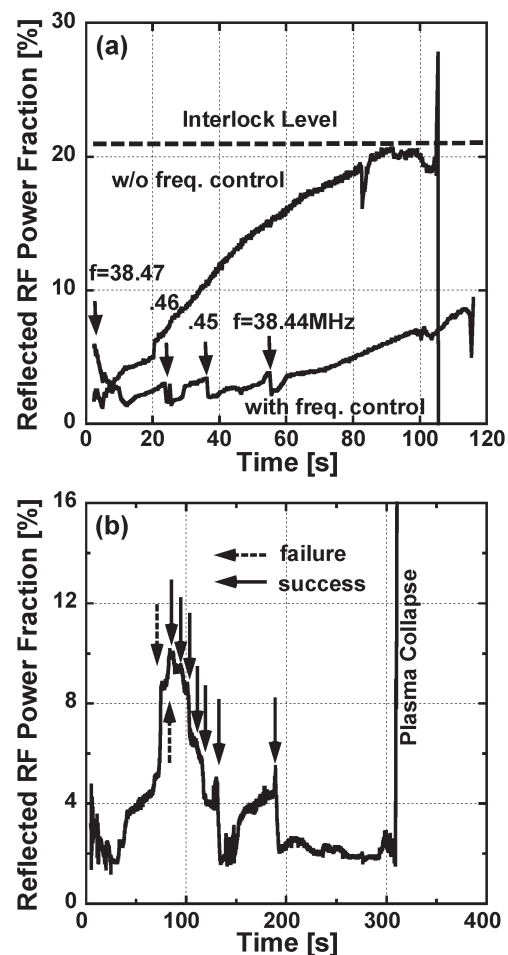 30
(a)
Interlock Level
20
w/o freq. control
f=38.47
10
.46
.45 f=38.44MHz
with freq. control
0
0 20 40 60 80 100 120
Time [s]
Reflected RF Power Fraction [%]
16
(b)
failure
success
12
Plasma Collapse
8
4
0
0 100 200 300 400
Time [s]
Reflected RF Power Fraction [%]